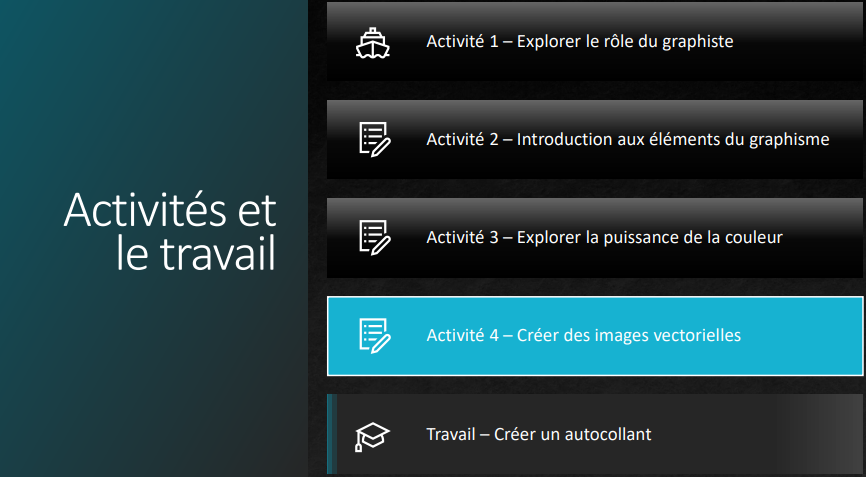 Activités et
le travail
Activité 1 – Explorer le rôle du graphiste
Activité 2 – Introduction aux éléments du graphisme
Activité 3 – Explorer la puissance de la couleur
Activité 4 – Créer des images vectorielles
Travail – Créer un autocollant